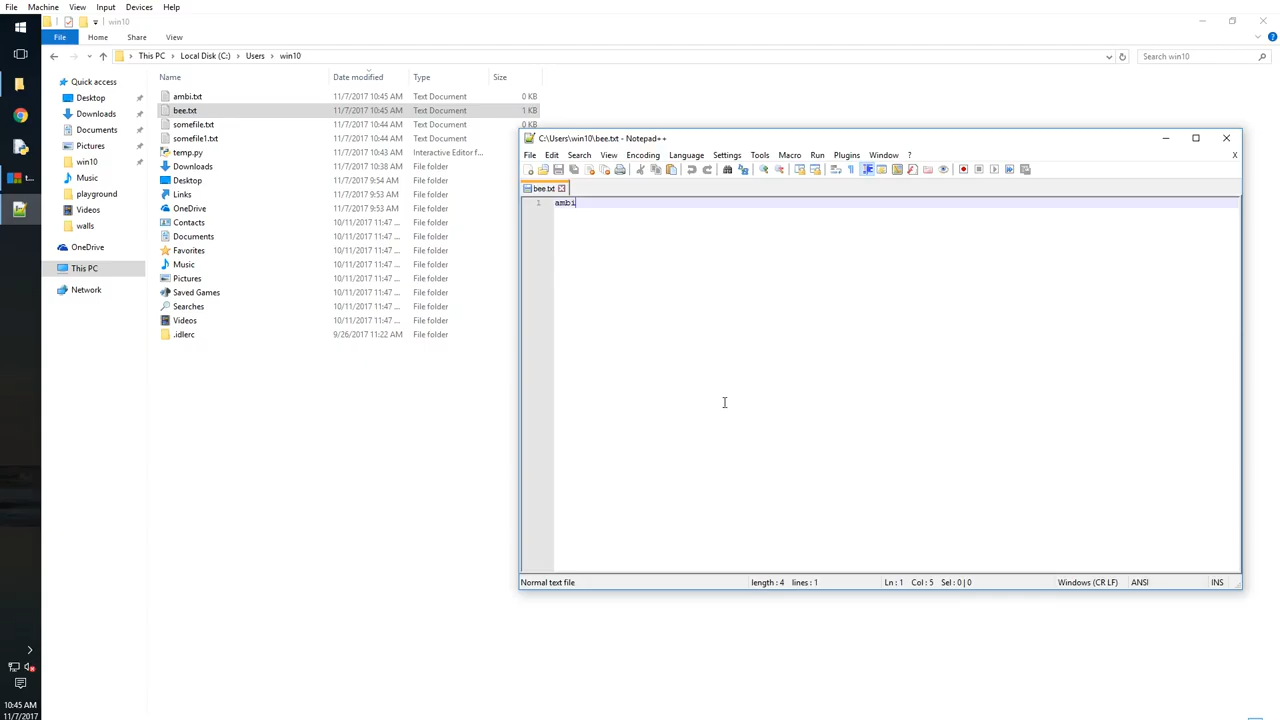 File Machine View Input Devices Help
win10
File Home Share View
This PC Local Disk (C:) Users win10
Search win10
Name Date modified Type Size
Quick access
Desktop
Downloads
Documents
Pictures
win10
Music
playground
Videos
walls
OneDrive
This PC
Network
ambi.txt 11/7/2017 10:45 AM Text Document 0 KB
bee.txt 11/7/2017 10:45 AM Text Document 1 KB
somefile.txt 11/7/2017 10:44 AM Text Document 0 KB
somefile1.txt 11/7/2017 10:44 AM Text Document
temp.py 11/7/2017 10:43 AM Interactive Editor f...
Downloads 11/7/2017 10:18 AM File folder
Desktop 11/7/2017 9:54 AM File folder
Links 11/7/2017 9:53 AM File folder
OneDrive 11/7/2017 9:53 AM File folder
Contacts 10/11/2017 11:47 ... File folder
Documents 10/11/2017 11:47 ... File folder
Favorites 10/11/2017 11:47 ... File folder
Music 10/11/2017 11:47 ... File folder
Pictures 10/11/2017 11:47 ... File folder
Saved Games 10/11/2017 11:47 ... File folder
Searches 10/11/2017 11:47 ... File folder
Videos 10/11/2017 11:47 ... File folder
.idlerc 9/26/2017 11:22 AM File folder
C:\Users\win10\bee.txt - Notepad++
File Edit Search View Encoding Language Settings Tools Macro Run Plugins Window ? X
bee.txt
1 ambi
Normal text file length : 4 lines : 1 Ln : 1 Col : 5 Sel : 0 | 0 Windows (CR LF) ANSI INS
10:45 AM
11/7/2017